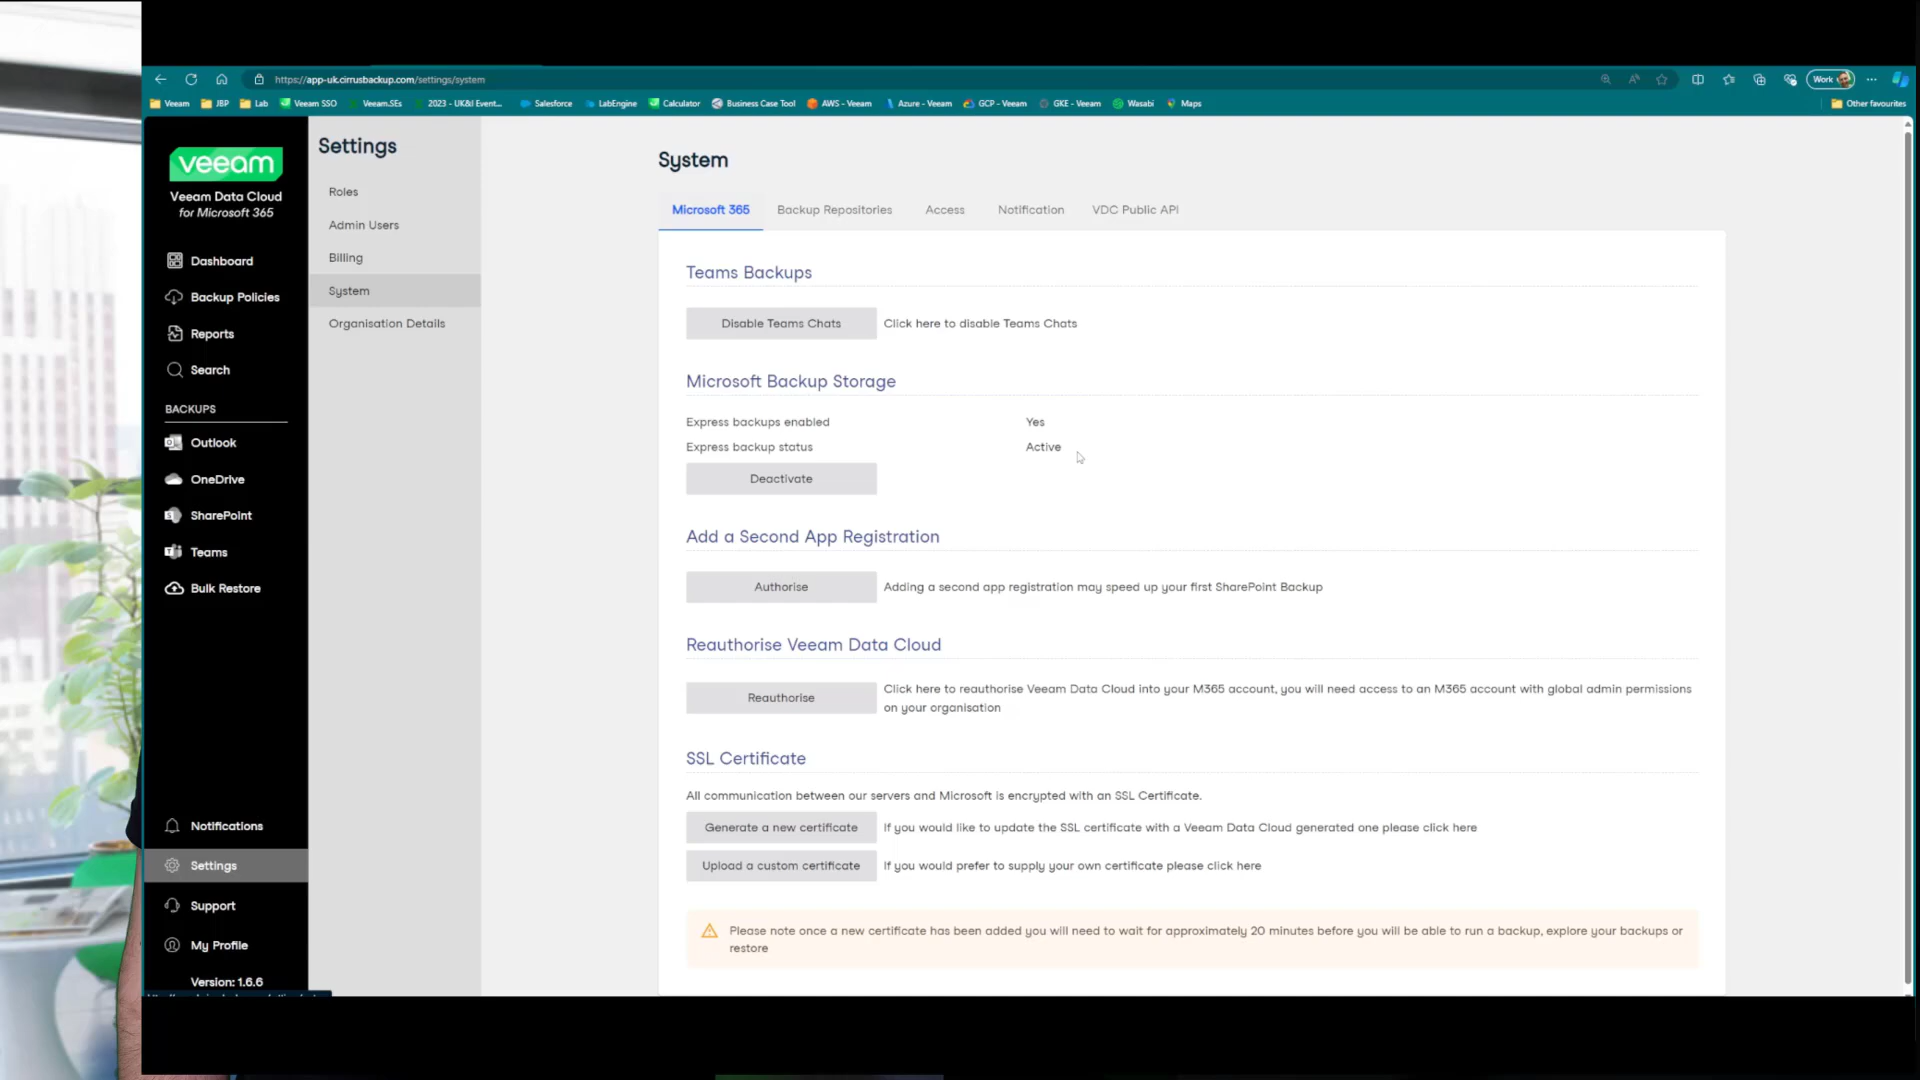 https://app-uk.cirrusbackup.com/settings/system
Work
Veeam
JBP
Lab
Veeam SSO
Veeam.SEs
2023 - UK&I Event...
Salesforce
LabEngine
Calculator
Business Case Tool
AWS - Veeam
Azure - Veeam
GCP - Veeam
GKE - Veeam
Wasabi
Maps
Other favourites
veeam
Veeam Data Cloud
for Microsoft 365
Dashboard
Backup Policies
Reports
Search
BACKUPS
Outlook
OneDrive
SharePoint
Teams
Bulk Restore
Notifications
Settings
Support
My Profile
Version: 1.6.6
Settings
Roles
Admin Users
Billing
System
Organisation Details
System
Microsoft 365
Backup Repositories
Access
Notification
VDC Public API
Teams Backups
Disable Teams Chats
Click here to disable Teams Chats
Microsoft Backup Storage
Express backups enabled
Yes
Express backup status
Active
Deactivate
Add a Second App Registration
Authorise
Adding a second app registration may speed up your first SharePoint Backup
Reauthorise Veeam Data Cloud
Reauthorise
Click here to reauthorise Veeam Data Cloud into your M365 account, you will need access to an M365 account with global admin permissions
on your organisation
SSL Certificate
All communication between our servers and Microsoft is encrypted with an SSL Certificate.
Generate a new certificate
If you would like to update the SSL certificate with a Veeam Data Cloud generated one please click here
Upload a custom certificate
If you would prefer to supply your own certificate please click here
Please note once a new certificate has been added you will need to wait for approximately 20 minutes before you will be able to run a backup, explore your backups or
restore